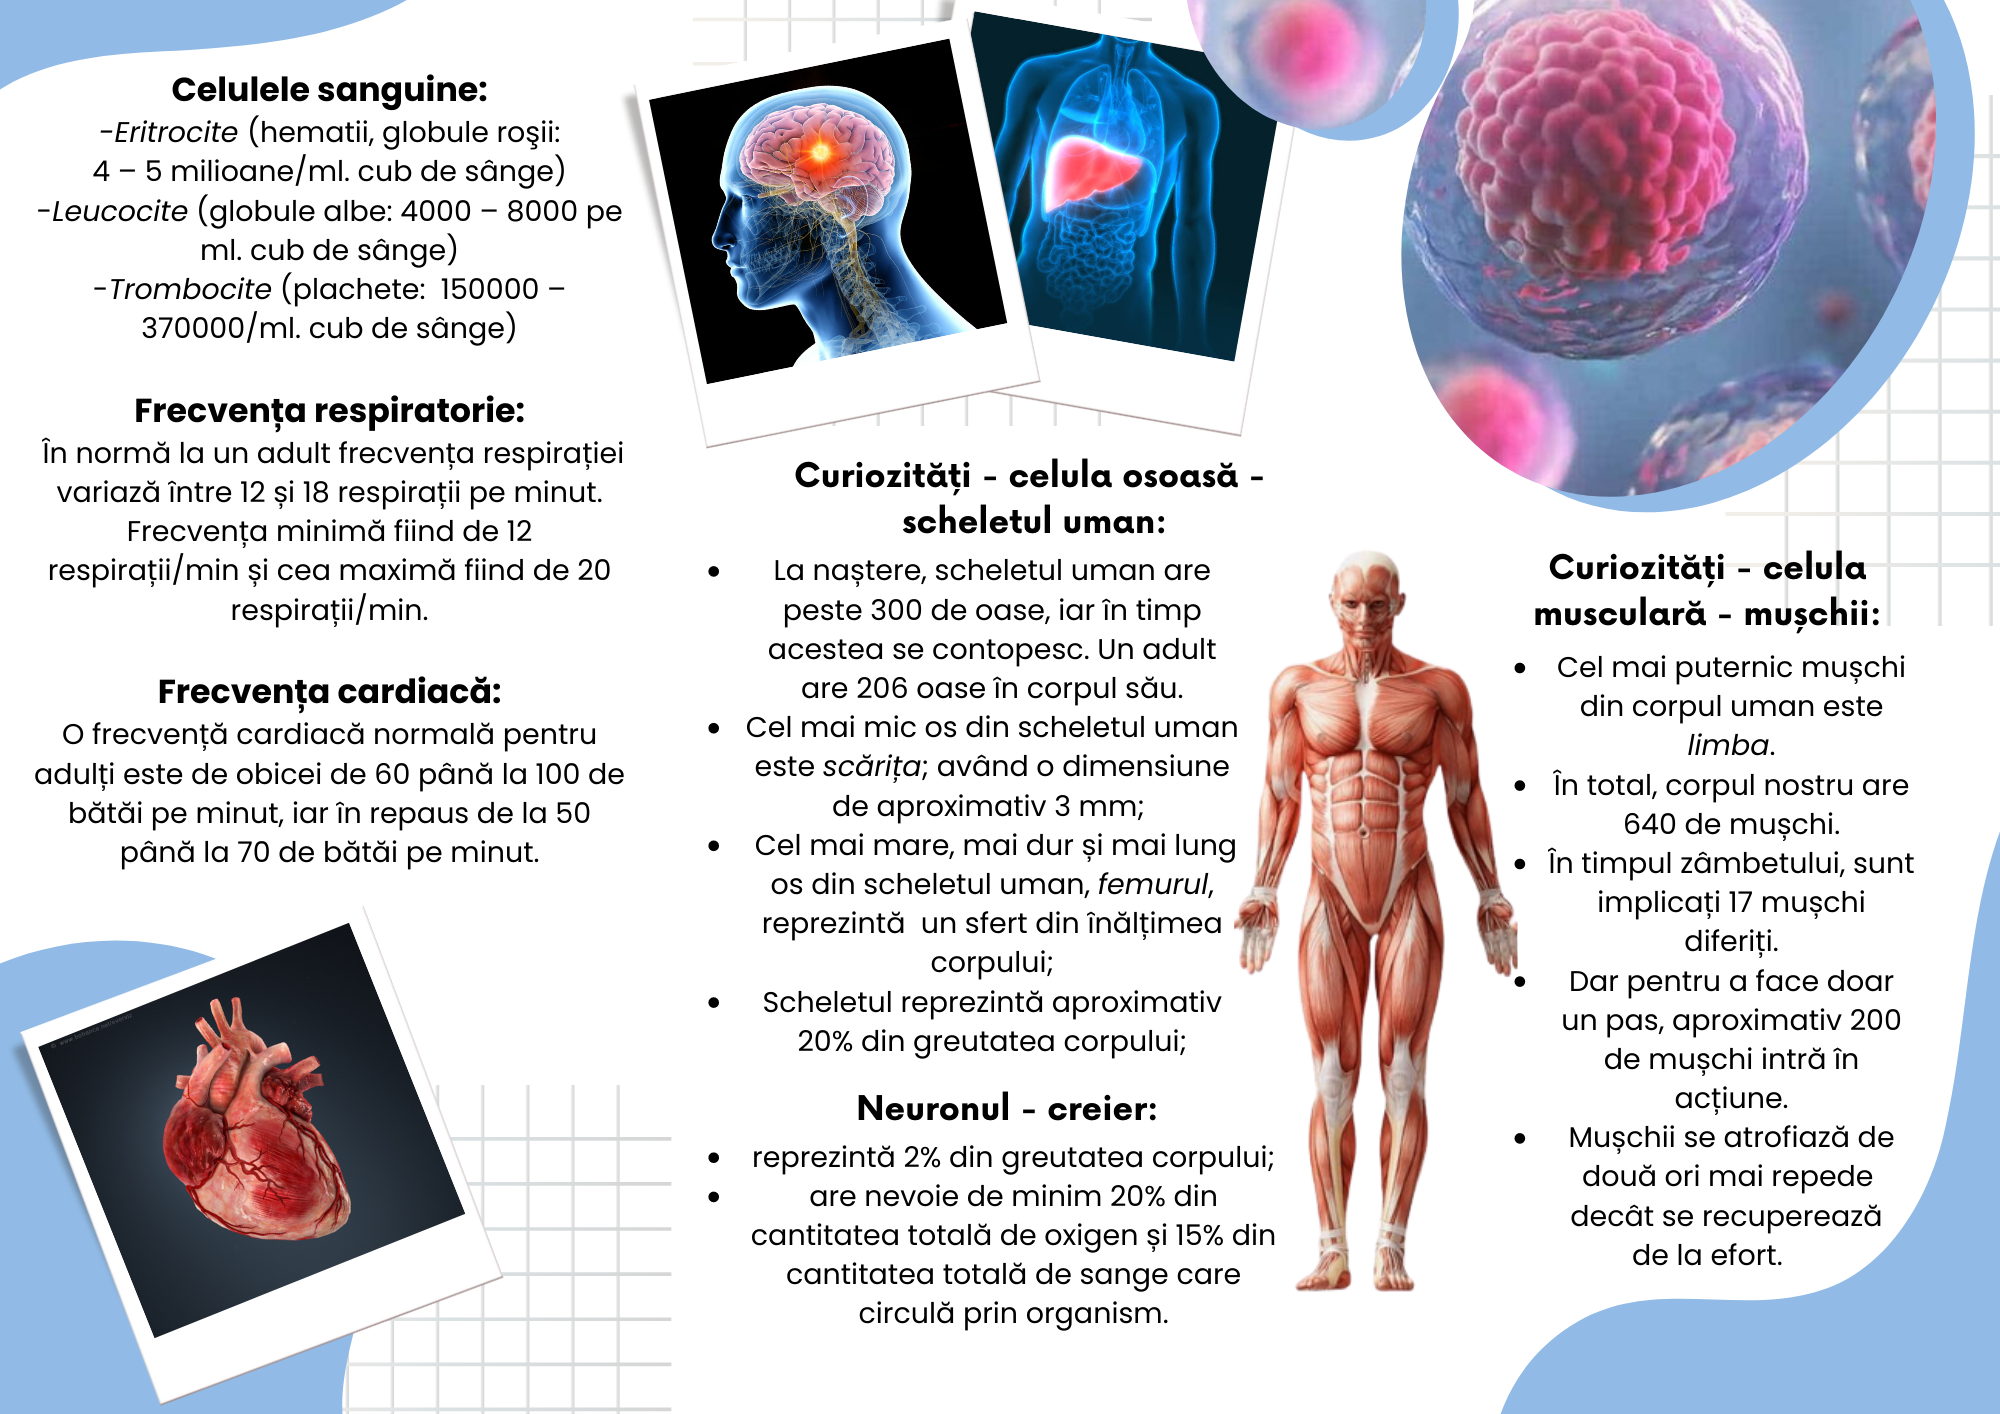 Celulele sanguine:
-Eritrocite (hematii, globule roşii:
4 – 5 milioane/ml. cub de sânge)
-Leucocite (globule albe: 4000 – 8000 pe
ml. cub de sânge)
-Trombocite (plachete:  150000 –
370000/ml. cub de sânge)
Frecvența respiratorie:
În normă la un adult frecvența respirației
variază între 12 și 18 respirații pe minut.
Frecvența minimă fiind de 12
respirații/min și cea maximă fiind de 20
respirații/min.
Frecvența cardiacă:
O frecvență cardiacă normală pentru
adulți este de obicei de 60 până la 100 de
bătăi pe minut, iar în repaus de la 50
până la 70 de bătăi pe minut.
Curiozități - celula osoasă -
scheletul uman:
• La naștere, scheletul uman are
peste 300 de oase, iar în timp
acestea se contopesc. Un adult
are 206 oase în corpul său.
• Cel mai mic os din scheletul uman
este scărița; având o dimensiune
de aproximativ 3 mm;
• Cel mai mare, mai dur și mai lung
os din scheletul uman, femurul,
reprezintă  un sfert din înălțimea
corpului;
• Scheletul reprezintă aproximativ
20% din greutatea corpului;
Neuronul - creier:
• reprezintă 2% din greutatea corpului;
• are nevoie de minim 20% din
cantitatea totală de oxigen și 15% din
cantitatea totală de sange care
circulă prin organism.
Curiozități - celula
musculară - mușchii:
• Cel mai puternic mușchi
din corpul uman este
limba.
• În total, corpul nostru are
640 de mușchi.
• În timpul zâmbetului, sunt
implicați 17 mușchi
diferiți.
• Dar pentru a face doar
un pas, aproximativ 200
de mușchi intră în
acțiune.
• Mușchii se atrofiază de
două ori mai repede
decât se recuperează
de la efort.